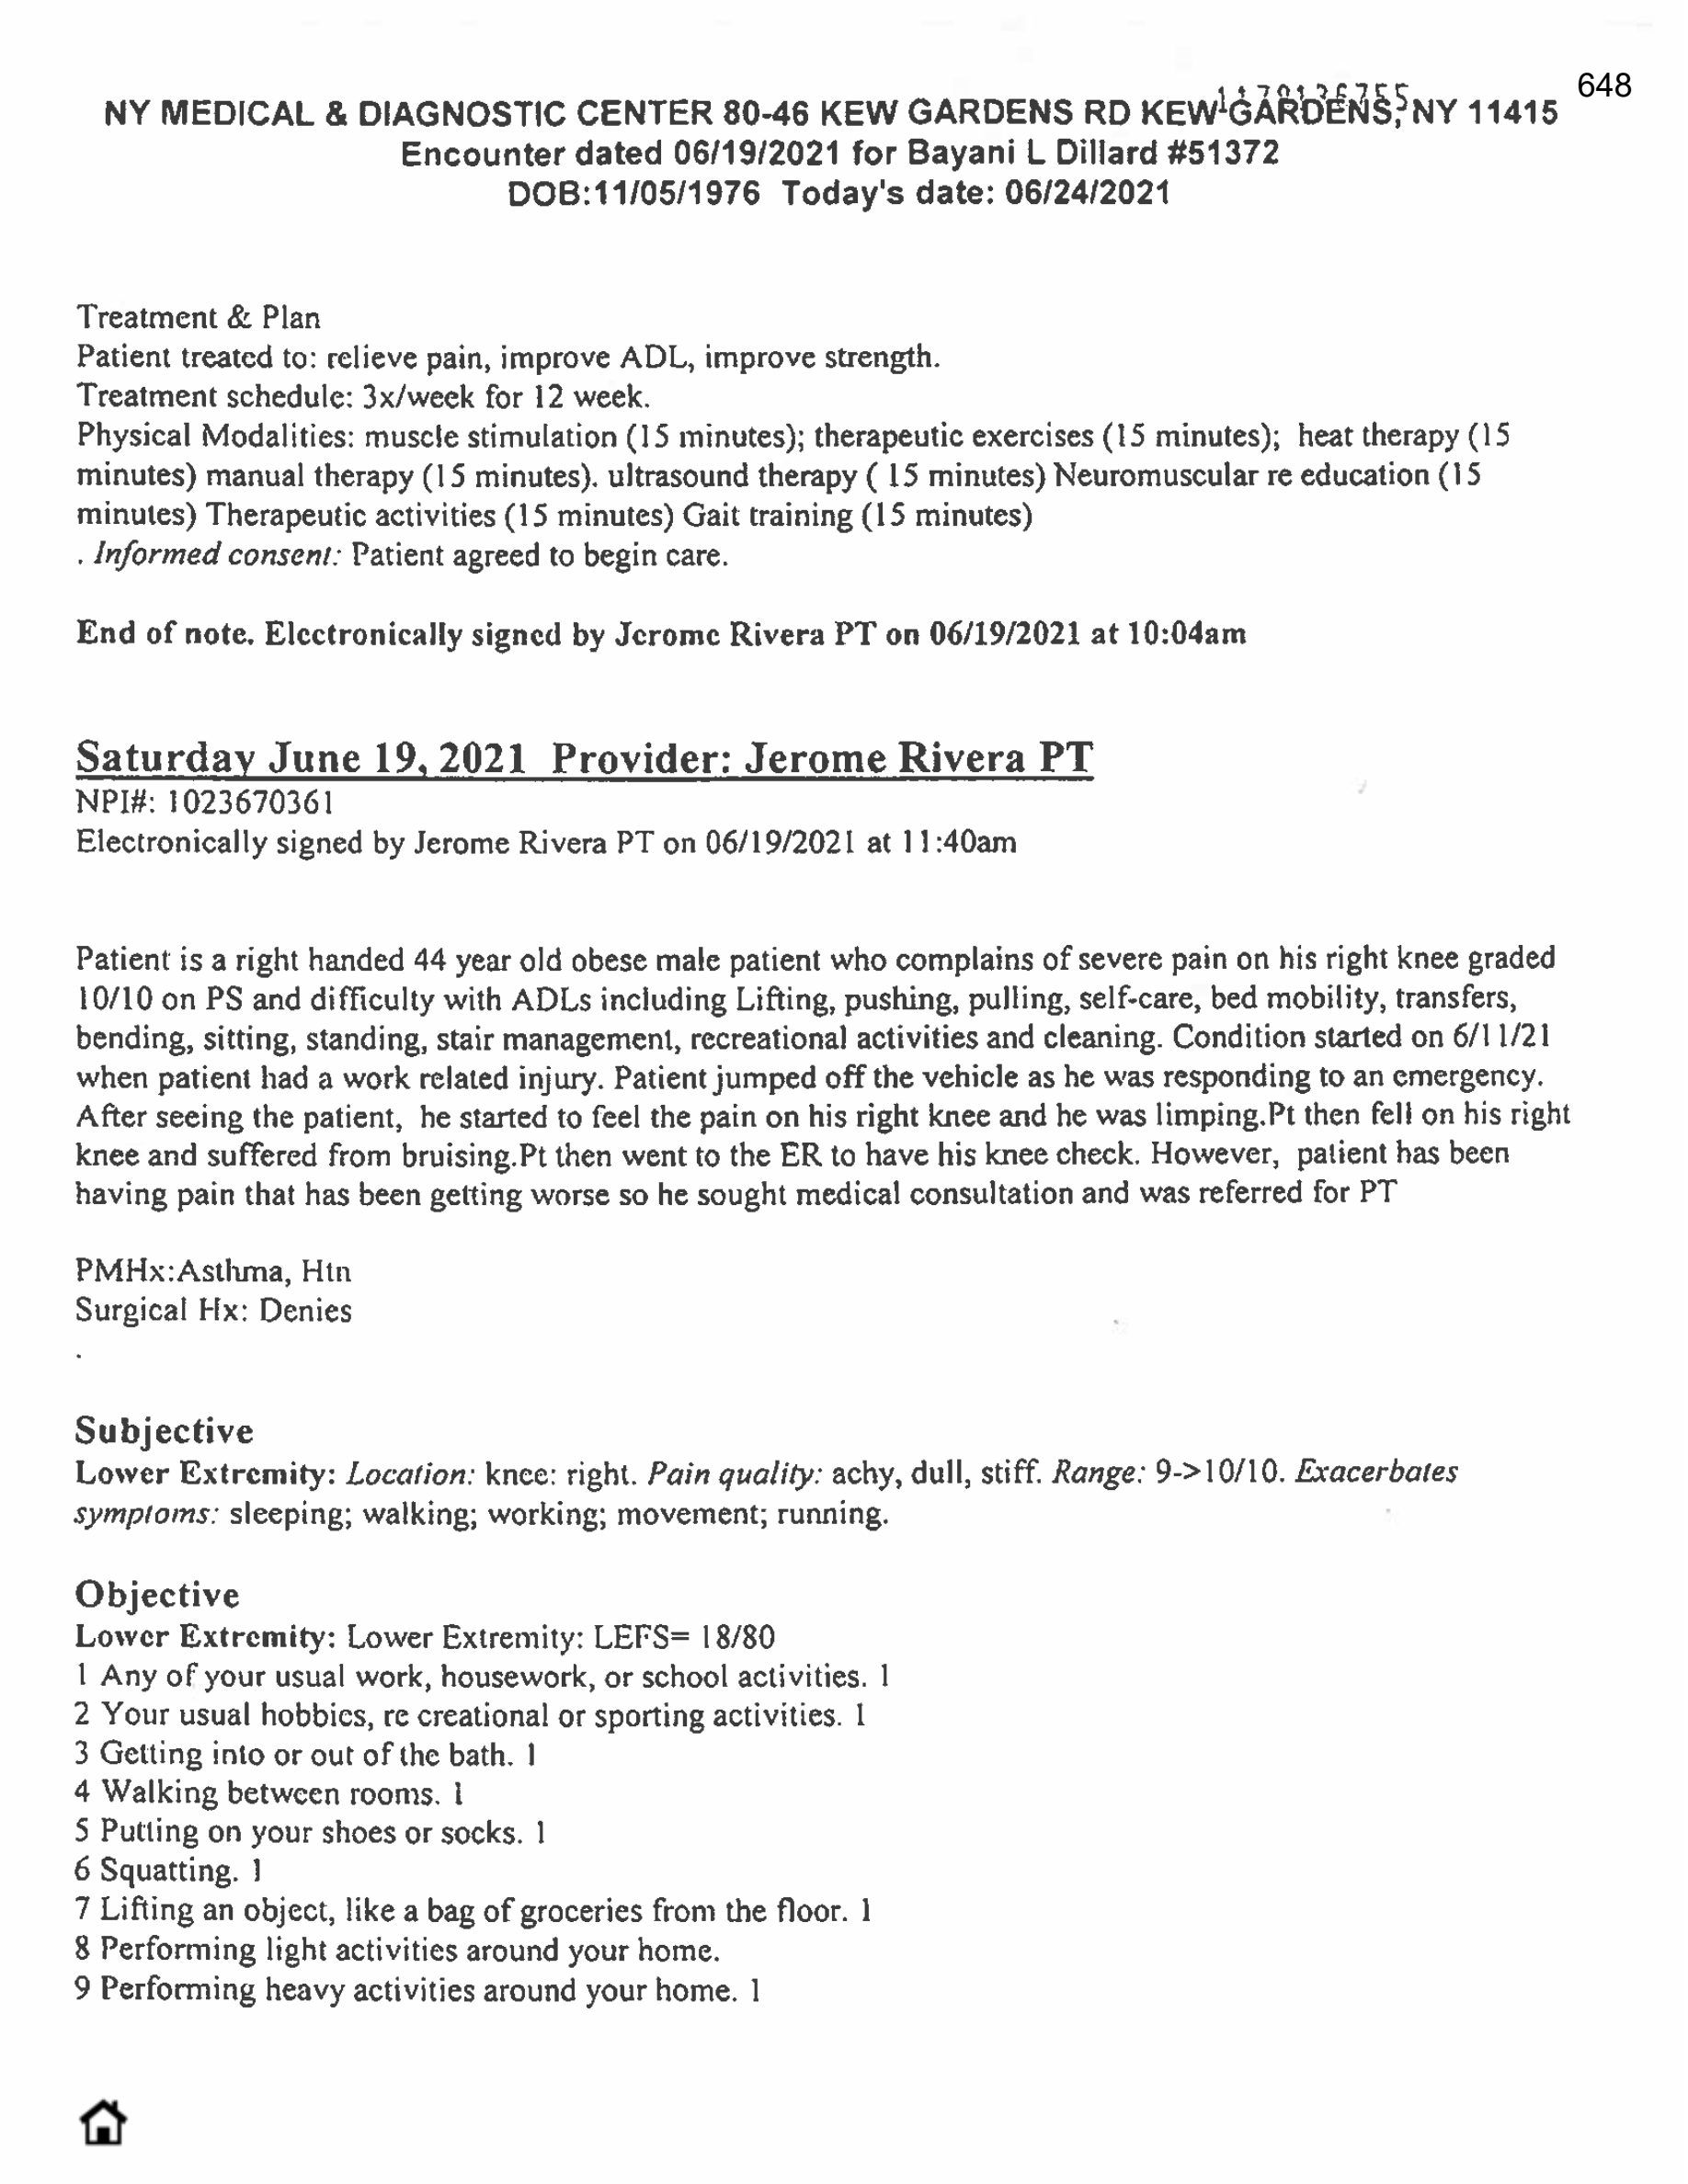 648
1170136755
NY MEDICAL & DIAGNOSTIC CENTER 80-46 KEW GARDENS RD KEW GARDENS, NY 11415
Encounter dated 06/19/2021 for Bayani L Dillard #51372
DOB:11/05/1976 Today's date: 06/24/2021
Treatment & Plan
Patient treated to: relieve pain, improve ADL, improve strength.
Treatment schedule: 3x/week for 12 week.
Physical Modalities: muscle stimulation (15 minutes); therapeutic exercises (15 minutes); heat therapy (15
minutes) manual therapy (15 minutes). ultrasound therapy ( 15 minutes) Neuromuscular re education (15
minutes) Therapeutic activities (15 minutes) Gait training (15 minutes)
. Informed consent: Patient agreed to begin care.
End of note. Electronically signed by Jerome Rivera PT on 06/19/2021 at 10:04am
Saturday June 19, 2021 Provider: Jerome Rivera PT
NPI#: 1023670361
Electronically signed by Jerome Rivera PT on 06/19/2021 at 11:40am
Patient is a right handed 44 year old obese male patient who complains of severe pain on his right knee graded
10/10 on PS and difficulty with ADLs including Lifting, pushing, pulling, self-care, bed mobility, transfers,
bending, sitting, standing, stair management, recreational activities and cleaning. Condition started on 6/11/21
when patient had a work related injury. Patient jumped off the vehicle as he was responding to an emergency.
After seeing the patient, he started to feel the pain on his right knee and he was limping.Pt then fell on his right
knee and suffered from bruising.Pt then went to the ER to have his knee check. However, patient has been
having pain that has been getting worse so he sought medical consultation and was referred for PT
PMHx:Asthma, Htn
Surgical Hx: Denies
.
Subjective
Lower Extremity: Location: knee: right. Pain quality: achy, dull, stiff. Range: 9->10/10. Exacerbates
symptoms: sleeping; walking; working; movement; running.
Objective
Lower Extremity: Lower Extremity: LEFS= 18/80
1 Any of your usual work, housework, or school activities. 1
2 Your usual hobbies, re creational or sporting activities. 1
3 Getting into or out of the bath. 1
4 Walking between rooms. 1
5 Putting on your shoes or socks. 1
6 Squatting. 1
7 Lifting an object, like a bag of groceries from the floor. 1
8 Performing light activities around your home.
9 Performing heavy activities around your home. 1